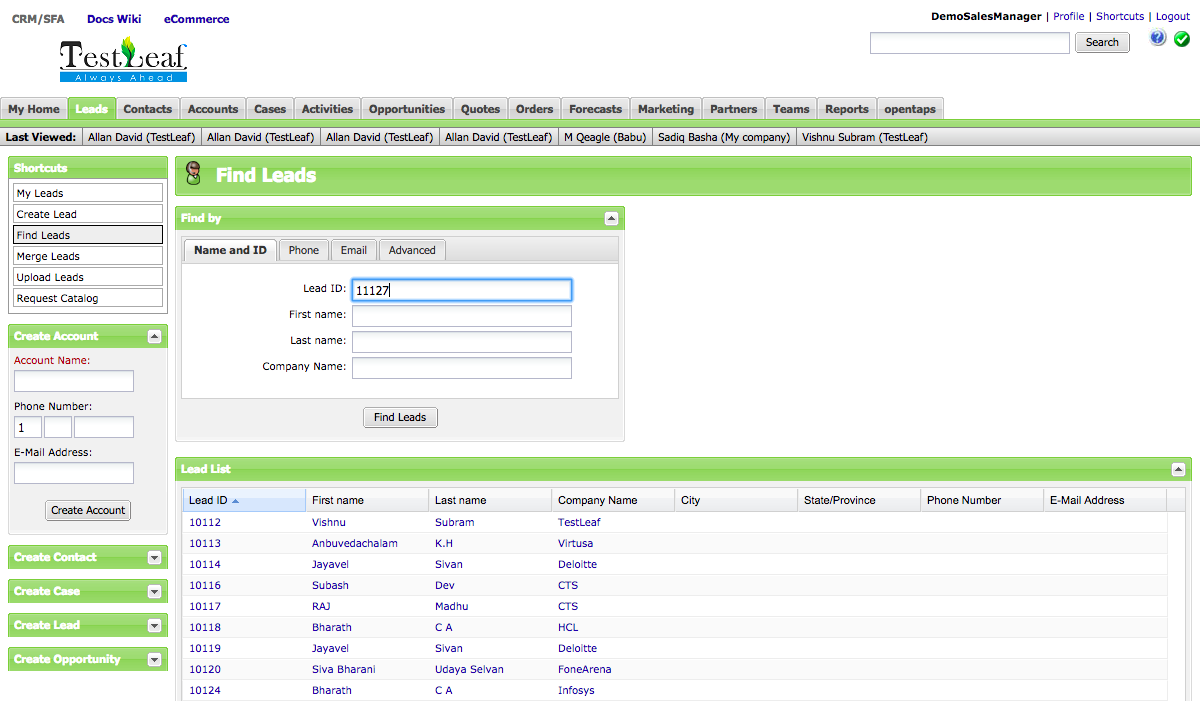 CRM/SFA Docs Wiki eCommerce
DemoSalesManager | Profile | Shortcuts | Logout
Search
TestLeaf
Always Ahead
My Home Leads Contacts Accounts Cases Activities Opportunities Quotes Orders Forecasts Marketing Partners Teams Reports opentaps
Last Viewed: Allan David (TestLeaf) Allan David (TestLeaf) Allan David (TestLeaf) Allan David (TestLeaf) M Qeagle (Babu) Sadiq Basha (My company) Vishnu Subram (TestLeaf)
Shortcuts
My Leads
Create Lead
Find Leads
Merge Leads
Upload Leads
Request Catalog
Create Account
Account Name:
Phone Number:
1
E-Mail Address:
Create Account
Create Contact
Create Case
Create Lead
Create Opportunity
Find Leads
Find by
Name and ID Phone Email Advanced
Lead ID: 11127
First name:
Last name:
Company Name:
Find Leads
Lead List
Lead ID First name Last name Company Name City State/Province Phone Number E-Mail Address
10112 Vishnu Subram TestLeaf
10113 Anbuvedachalam K.H Virtusa
10114 Jayavel Sivan Deloitte
10116 Subash Dev CTS
10117 RAJ Madhu CTS
10118 Bharath C A HCL
10119 Jayavel Sivan Deloitte
10120 Siva Bharani Udaya Selvan FoneArena
10124 Bharath C A Infosys